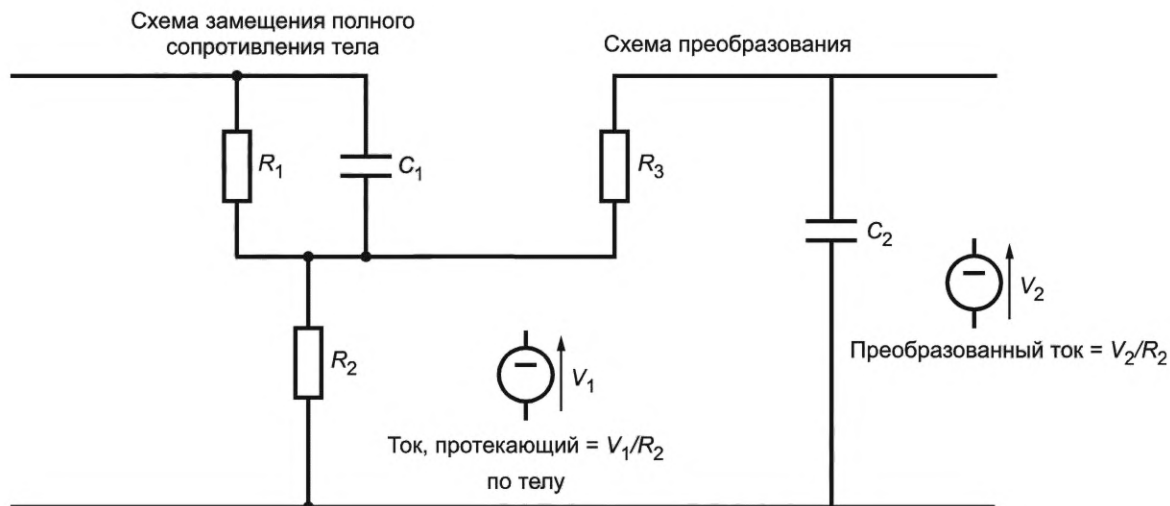 Схема замещения полного
сопротивления тела
Схема преобразования
R1
C1
R3
C2
V2
R2
V1
Преобразованный ток = V2/R2
Ток, протекающий = V1/R2
по телу